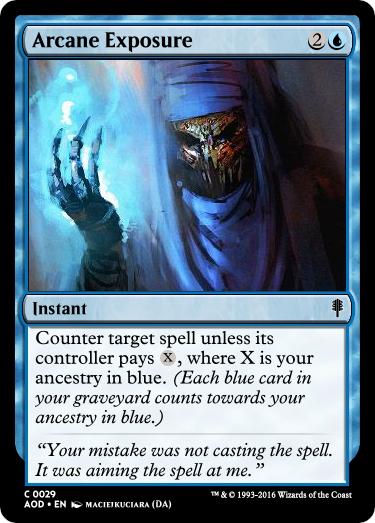 Arcane Exposure 2
Instant
Counter target spell unless its
controller pays X, where X is your
ancestry in blue. (Each blue card in
your graveyard counts towards your
ancestry in blue.)
“Your mistake was not casting the spell.
It was aiming the spell at me.”
C 0029
AOD • EN MACIEJKUCIARA (DA)
™ & © 1993-2016 Wizards of the Coast